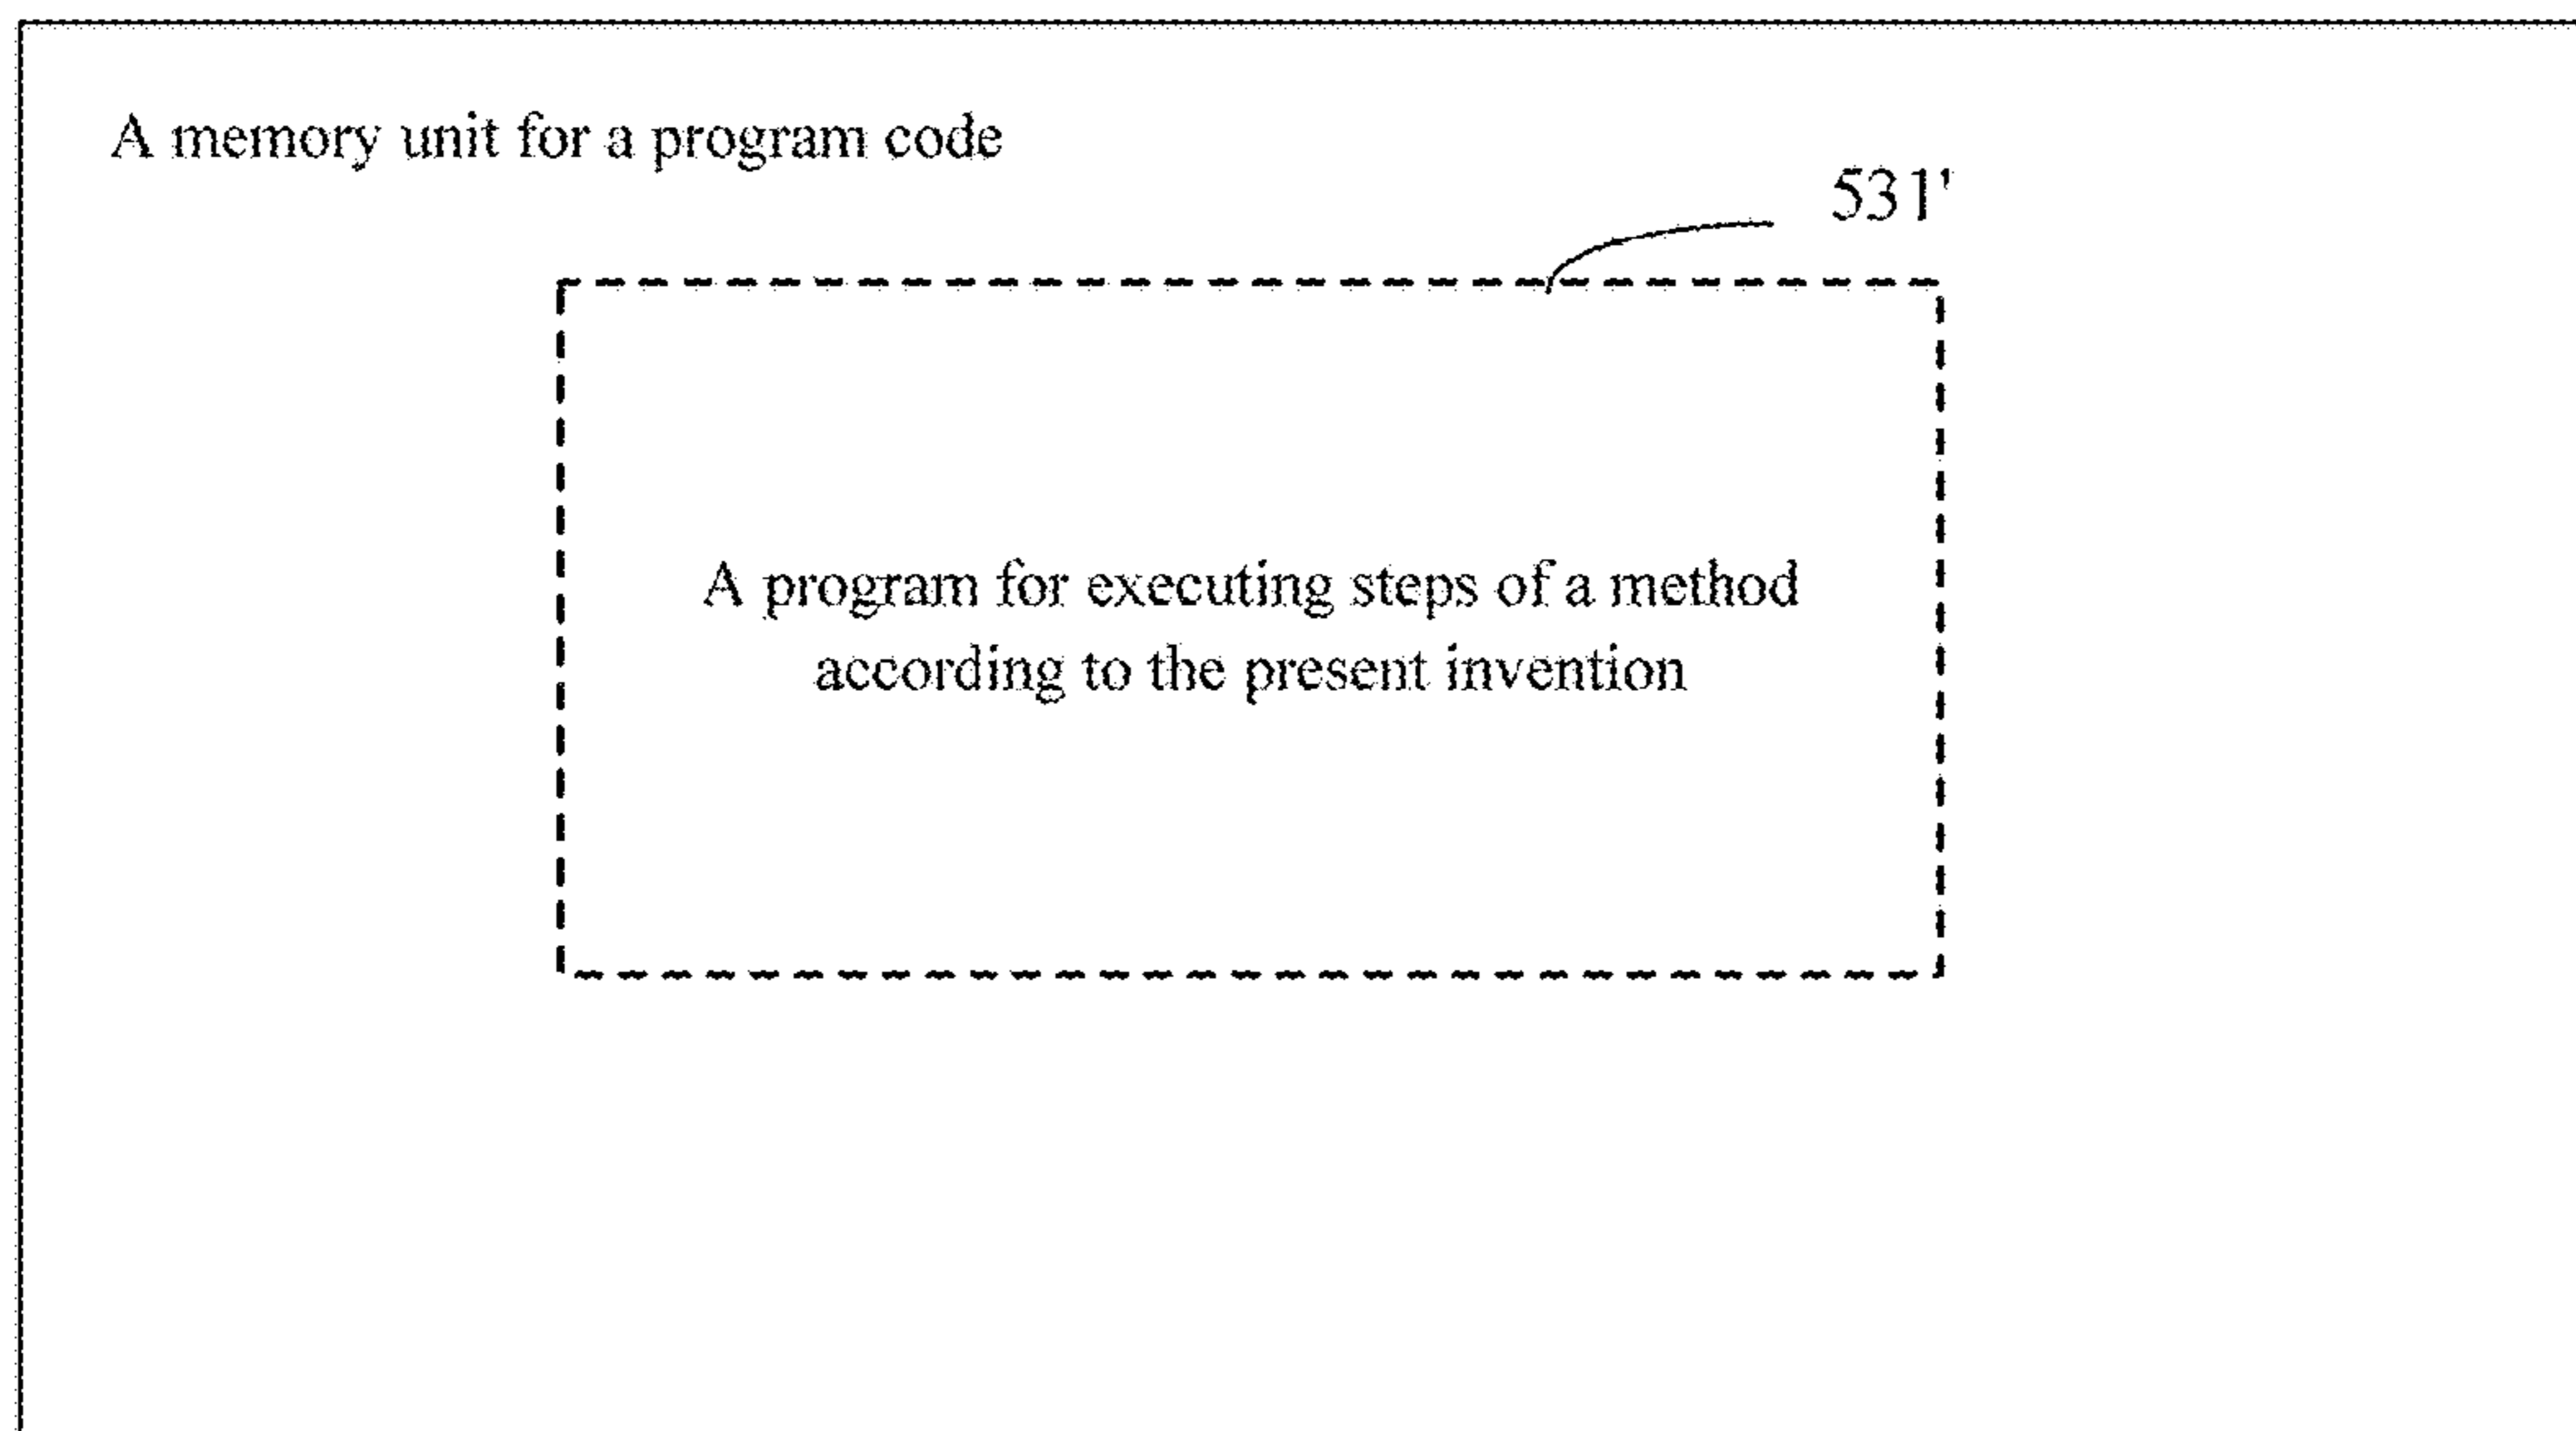 A memory unit for a program code
531'
A program for executing steps of a method
according to the present invention